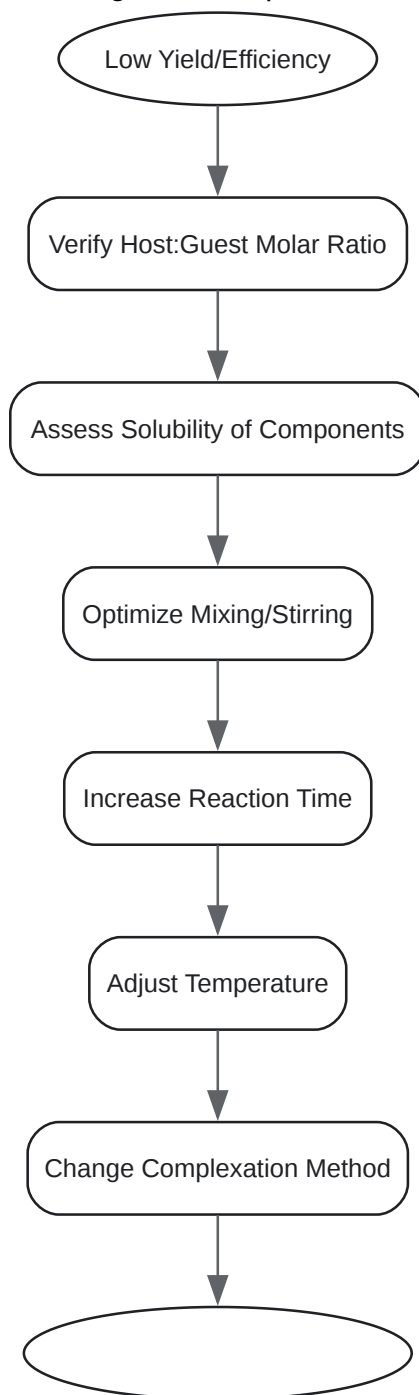 Low Yield/Efficiency
Verify Host:Guest Molar Ratio
Assess Solubility of Components
Optimize Mixing/Stirring
Increase Reaction Time
Adjust Temperature
Change Complexation Method